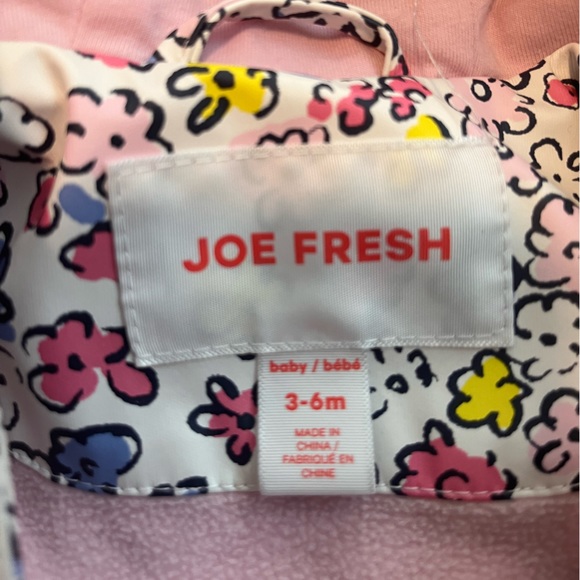 JOE FRESH
baby / bébé
3-6m
MADE IN
CHINA /
FABRIQUÉ EN
CHINE